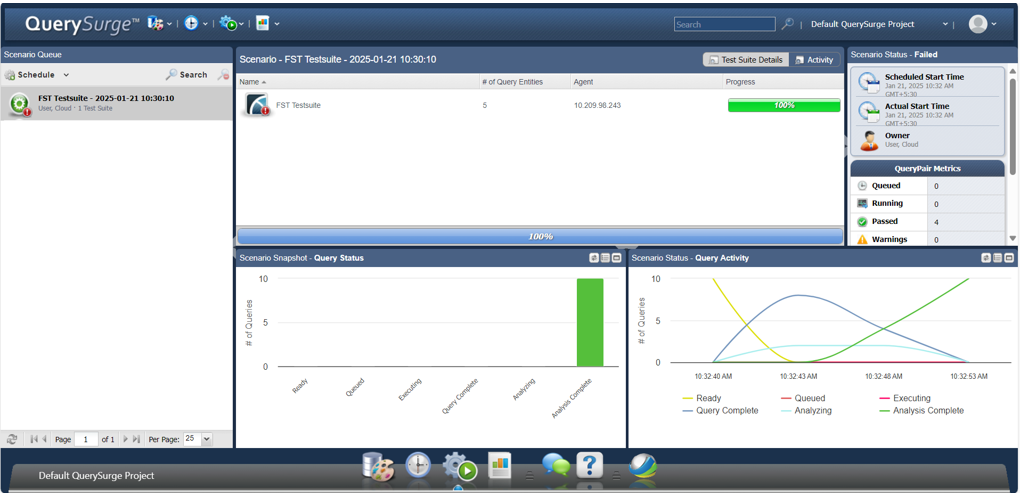 QuerySurge™
Search
Default QuerySurge Project
Scenario Queue
Schedule
Search
FST Testsuite - 2025-01-21 10:30:10
User, Cloud · 1 Test Suite
Page 1 of 1
Per Page: 25
Scenario - FST Testsuite - 2025-01-21 10:30:10
Test Suite Details
Activity
Name # of Query Entities Agent Progress
FST Testsuite 5 10.209.98.243 100%
100%
Scenario Status - Failed
Scheduled Start Time
Jan 21, 2025 10:32 AM
GMT+5:30
Actual Start Time
Jan 21, 2025 10:32 AM
GMT+5:30
Owner
User, Cloud
QueryPair Metrics
Queued 0
Running 0
Passed 4
Warnings 0
Scenario Snapshot - Query Status
# of Queries
10
5
0
Ready
Queued
Executing
Query Complete
Analyzing
Analysis Complete
Scenario Status - Query Activity
# of Queries
10
5
0
10:32:40 AM 10:32:43 AM 10:32:48 AM 10:32:53 AM
Ready Queued Executing
Query Complete Analyzing Analysis Complete
Default QuerySurge Project
?